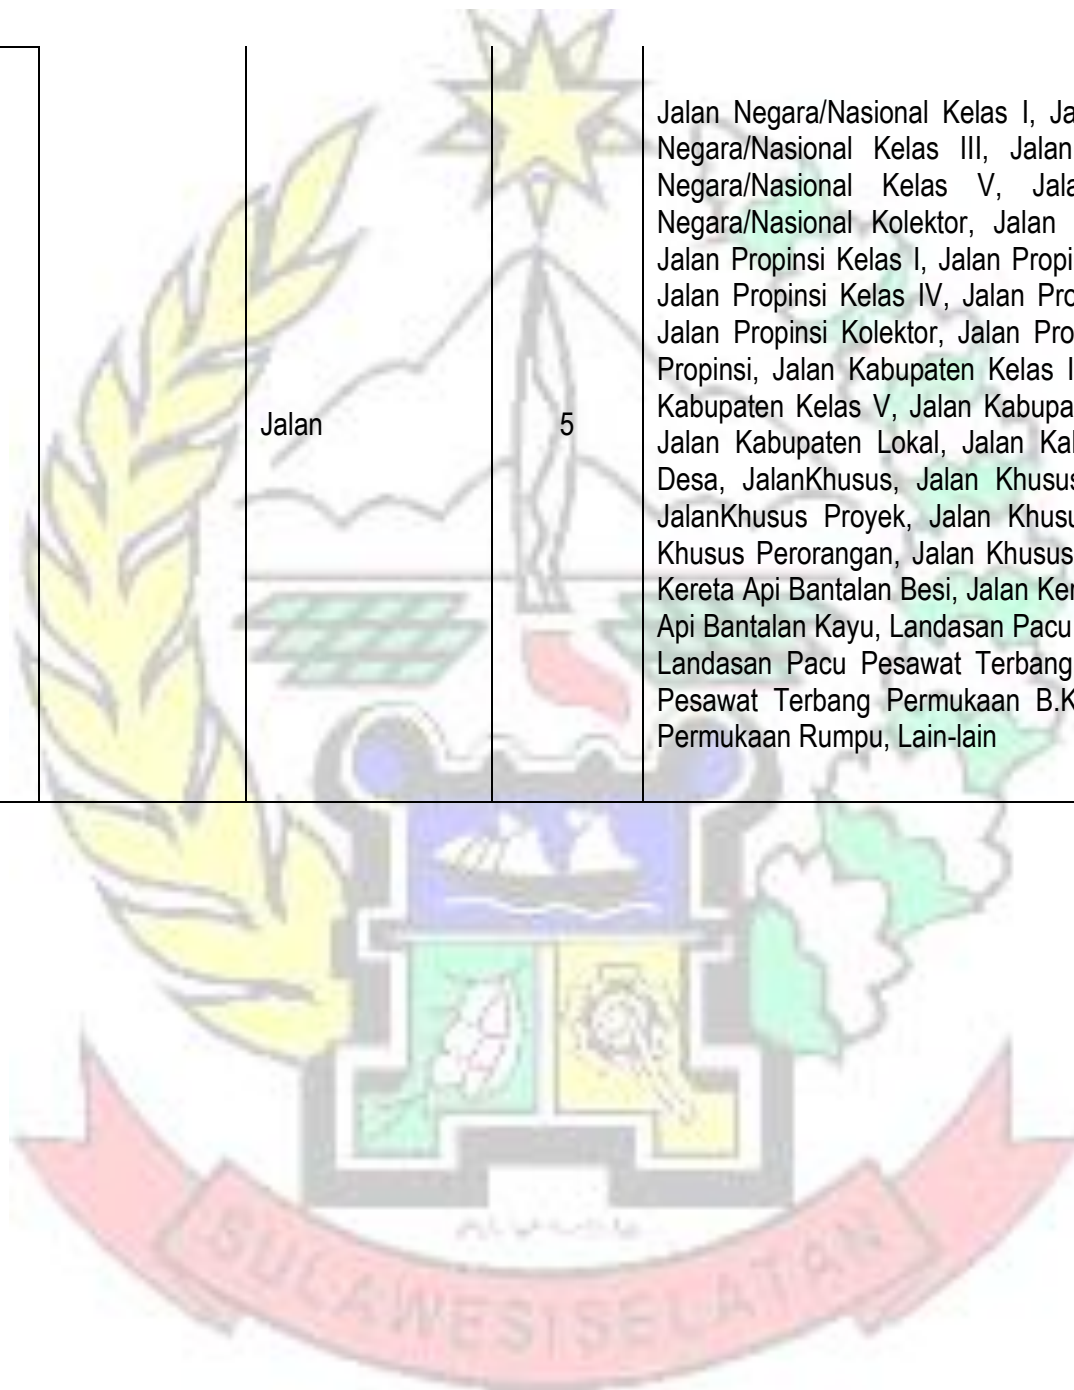 Jalan
5
Jalan Negara/Nasional Kelas I, Ja
Negara/Nasional Kelas III, Jalan
Negara/Nasional Kelas V, Jala
Negara/Nasional Kolektor, Jalan
Jalan Propinsi Kelas I, Jalan Propi
Jalan Propinsi Kelas IV, Jalan Pro
Jalan Propinsi Kolektor, Jalan Pro
Propinsi, Jalan Kabupaten Kelas I
Kabupaten Kelas V, Jalan Kabupa
Jalan Kabupaten Lokal, Jalan Kal
Desa, JalanKhusus, Jalan Khusus
JalanKhusus Proyek, Jalan Khusu
Khusus Perorangan, Jalan Khusus
Kereta Api Bantalan Besi, Jalan Ker
Api Bantalan Kayu, Landasan Pacu
Landasan Pacu Pesawat Terbang
Pesawat Terbang Permukaan B.K
Permukaan Rumpu, Lain-lain
SULAWESI SELATAN